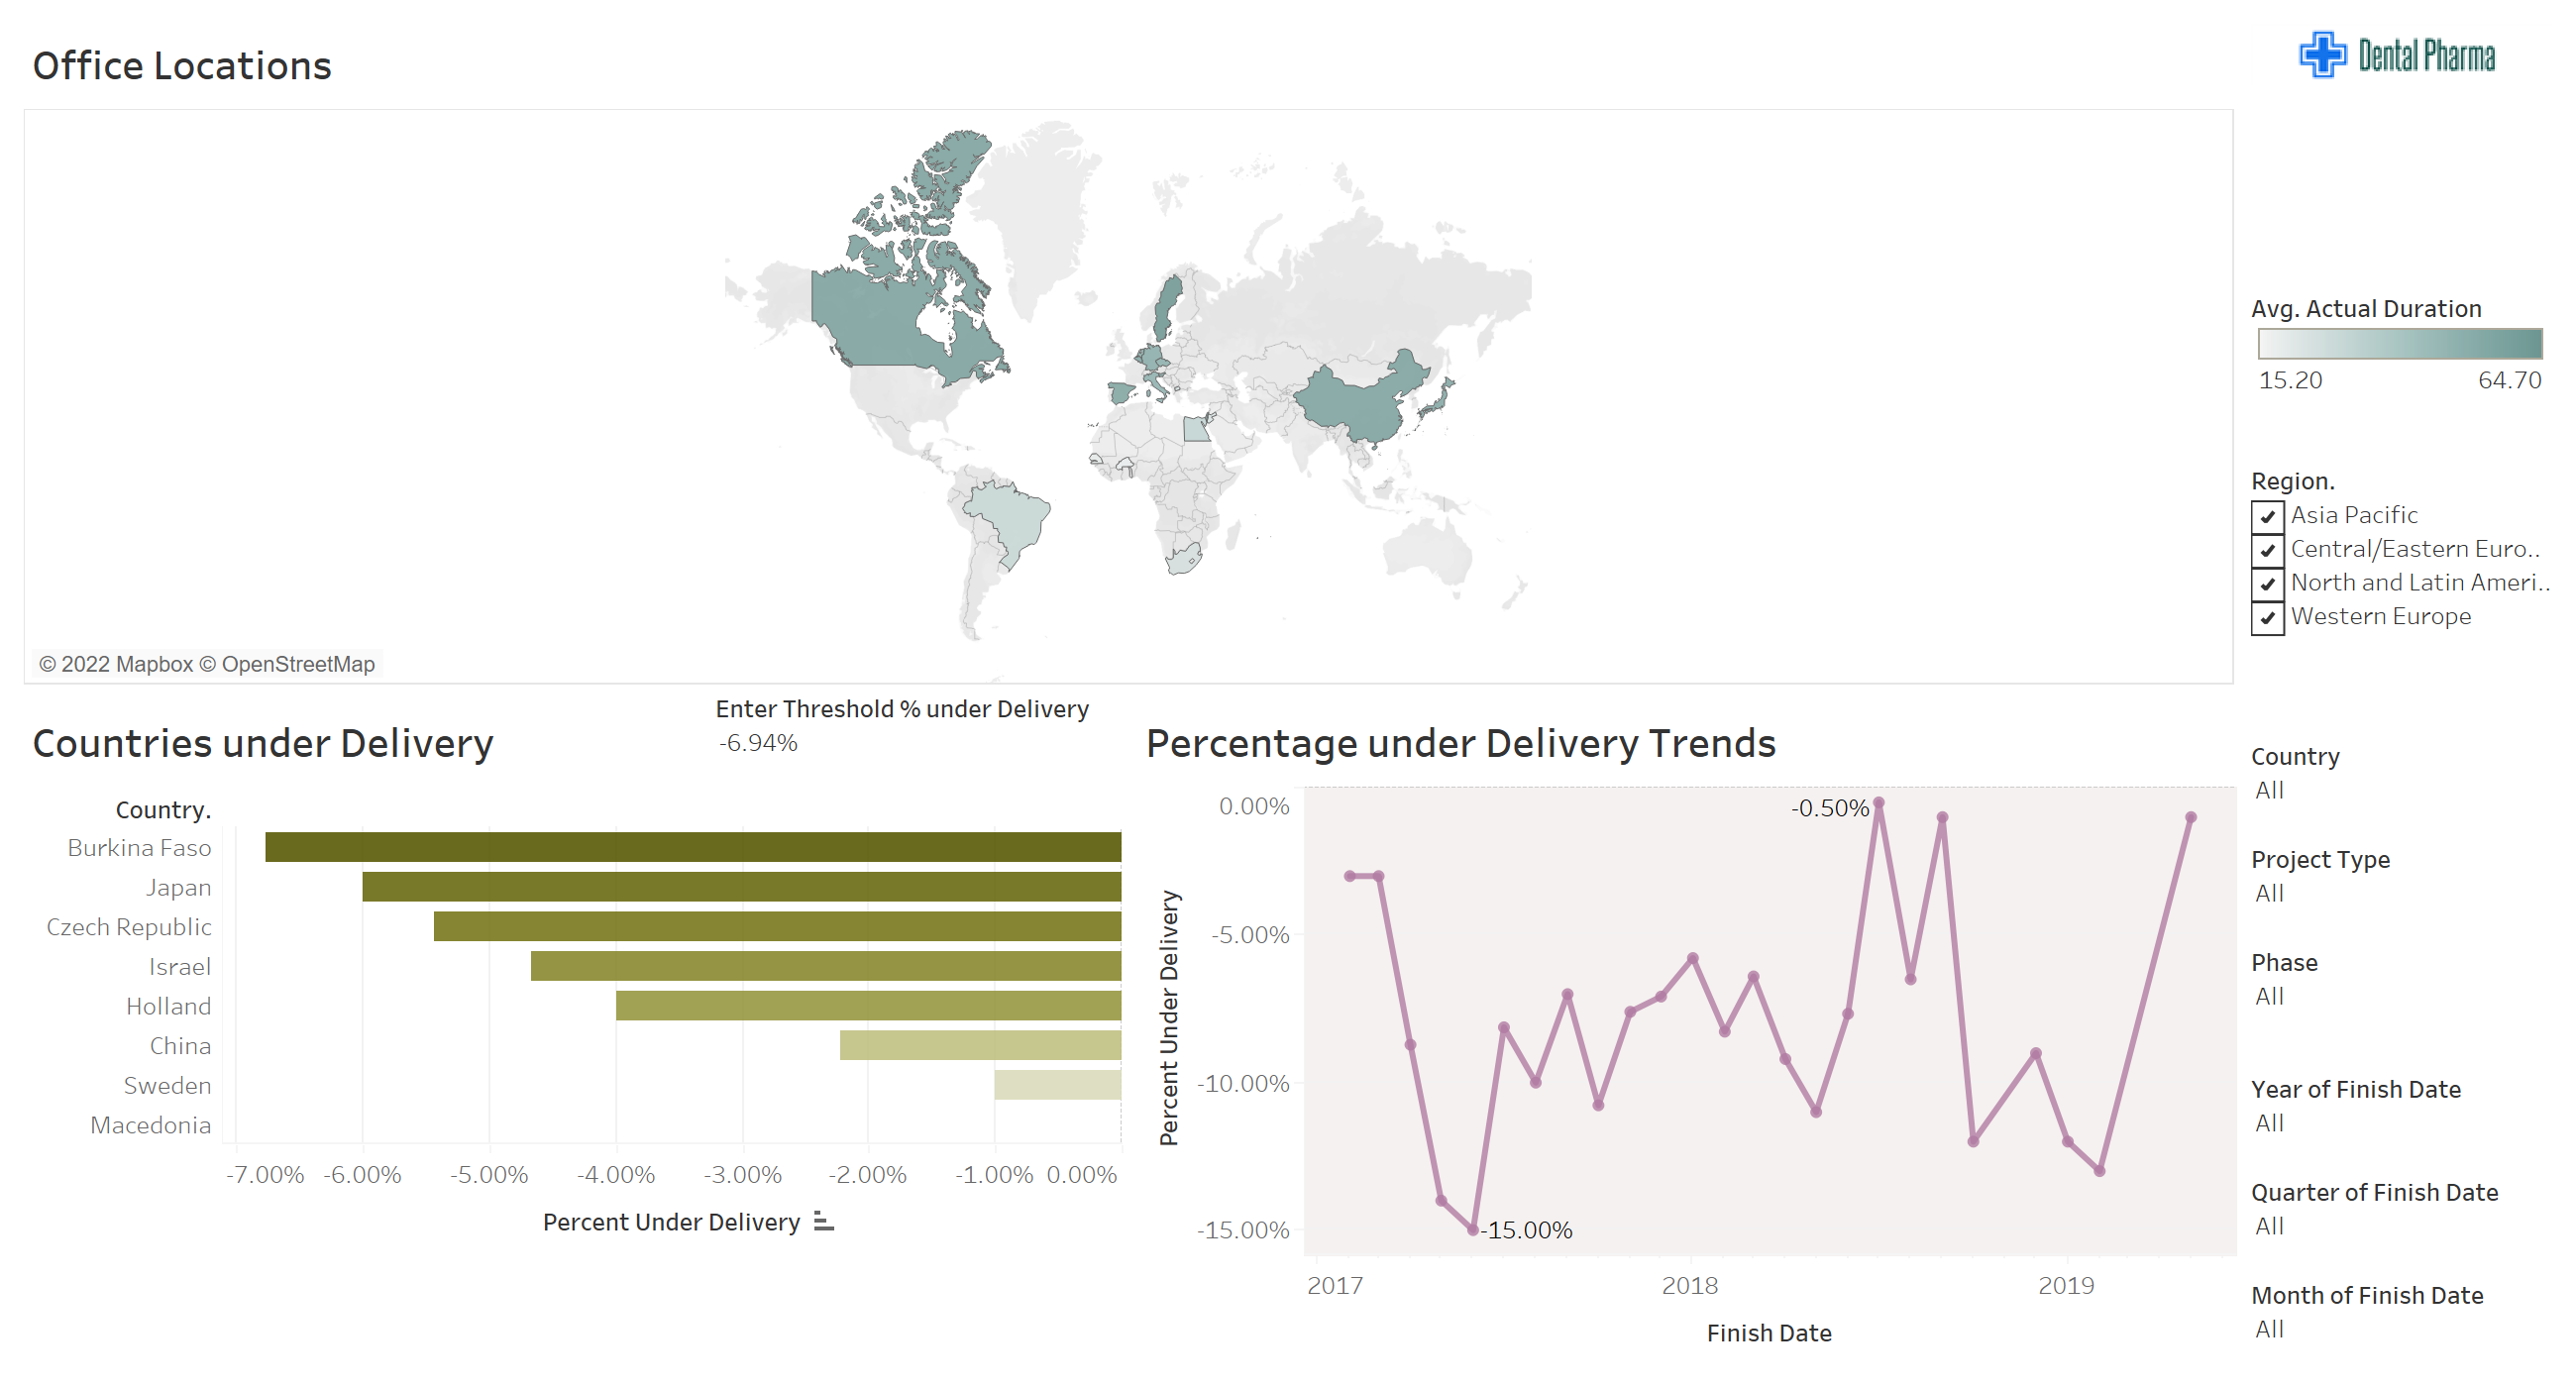 Office Locations
Dental Pharma
© 2022 Mapbox © OpenStreetMap
Avg. Actual Duration
15.20 64.70
Region.
Asia Pacific
Central/Eastern Euro..
North and Latin Ameri..
Western Europe
Countries under Delivery
Enter Threshold % under Delivery
-6.94%
Country.
Burkina Faso
Japan
Czech Republic
Israel
Holland
China
Sweden
Macedonia
-7.00% -6.00% -5.00% -4.00% -3.00% -2.00% -1.00% 0.00%
Percent Under Delivery
Percentage under Delivery Trends
Percent Under Delivery
0.00%
-5.00%
-10.00%
-15.00%
-0.50%
-15.00%
2017 2018 2019
Finish Date
Country
All
Project Type
All
Phase
All
Year of Finish Date
All
Quarter of Finish Date
All
Month of Finish Date
All